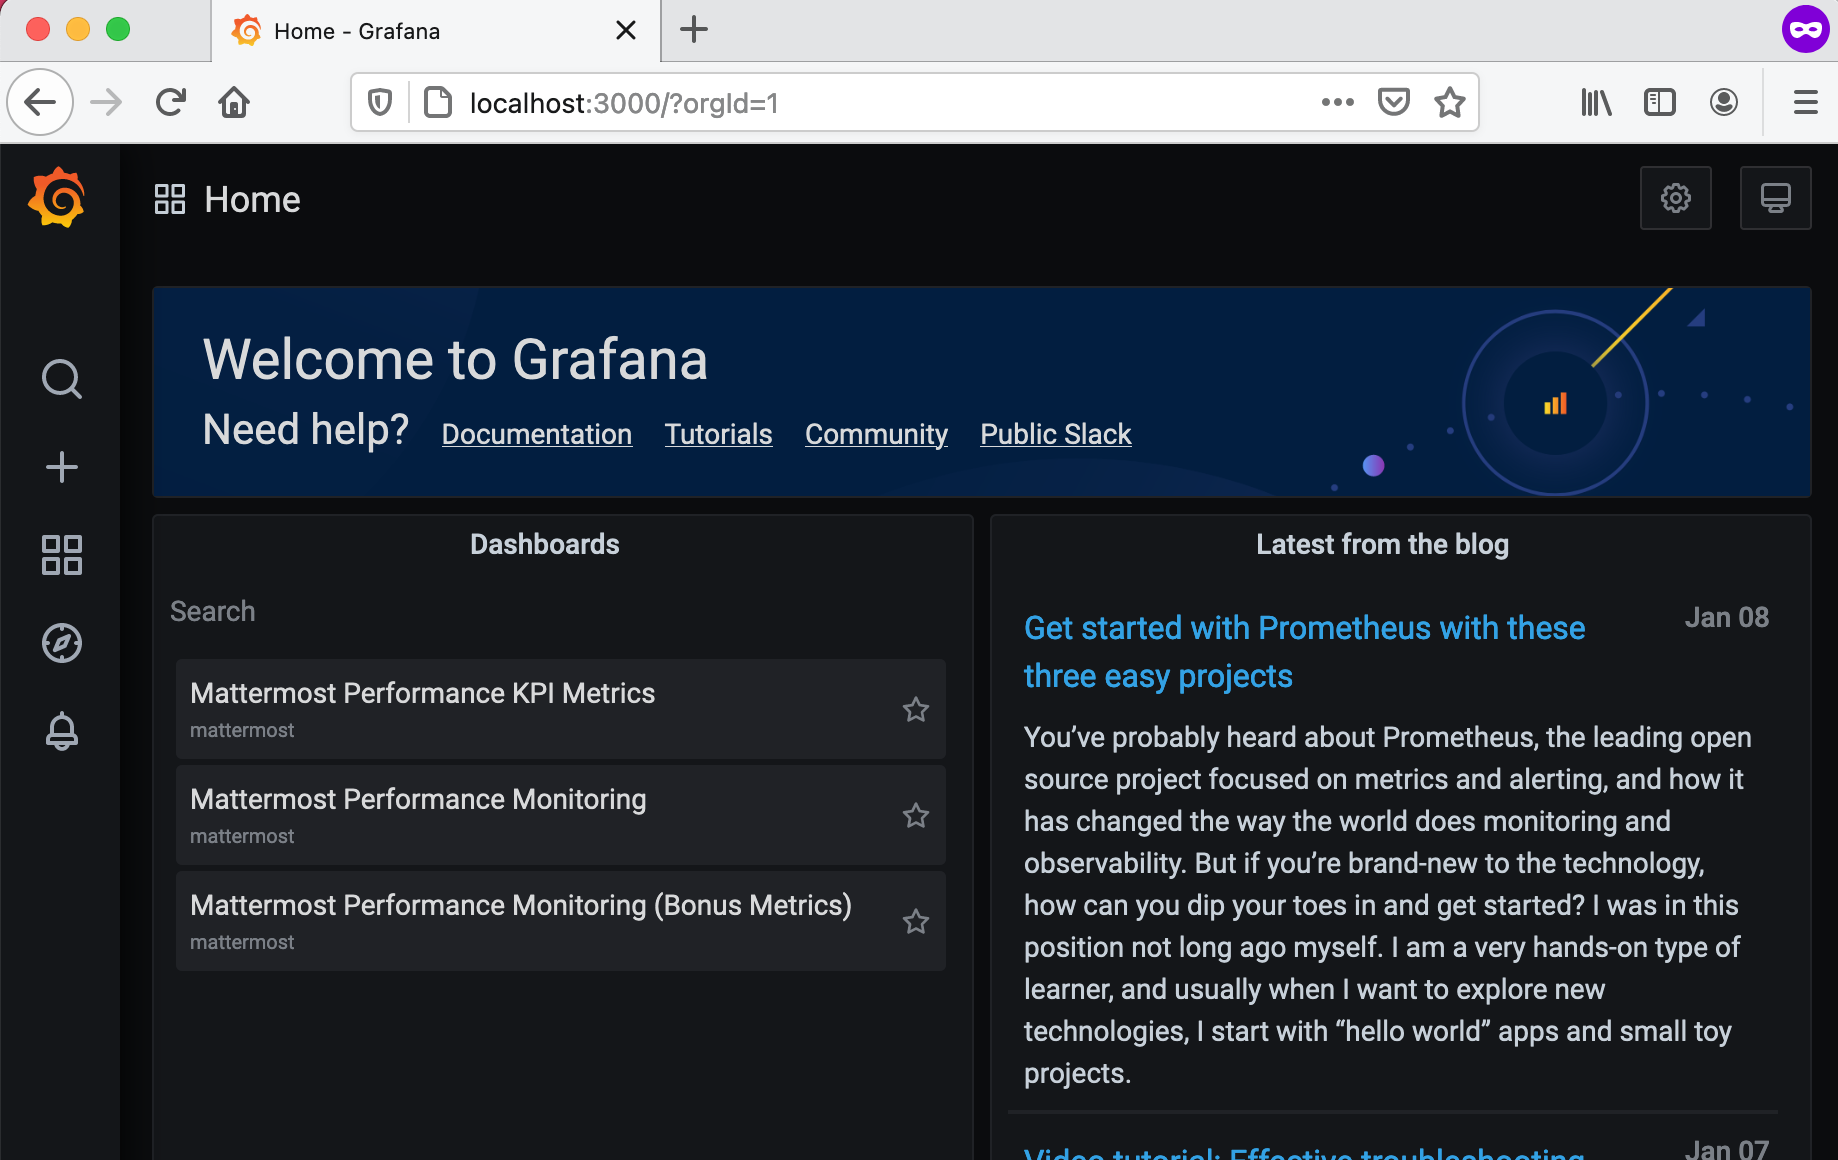 Home - Grafana
localhost:3000/?orgId=1
Home
Welcome to Grafana
Need help? Documentation Tutorials Community Public Slack
Dashboards
Search
Mattermost Performance KPI Metrics
mattermost
Mattermost Performance Monitoring
mattermost
Mattermost Performance Monitoring (Bonus Metrics)
mattermost
Latest from the blog
Get started with Prometheus with these
three easy projects
Jan 08
You’ve probably heard about Prometheus, the leading open
source project focused on metrics and alerting, and how it
has changed the way the world does monitoring and
observability. But if you’re brand-new to the technology,
how can you dip your toes in and get started? I was in this
position not long ago myself. I am a very hands-on type of
learner, and usually when I want to explore new
technologies, I start with “hello world” apps and small toy
projects.
Video tutorial: Effective troubleshooting
Jan 07